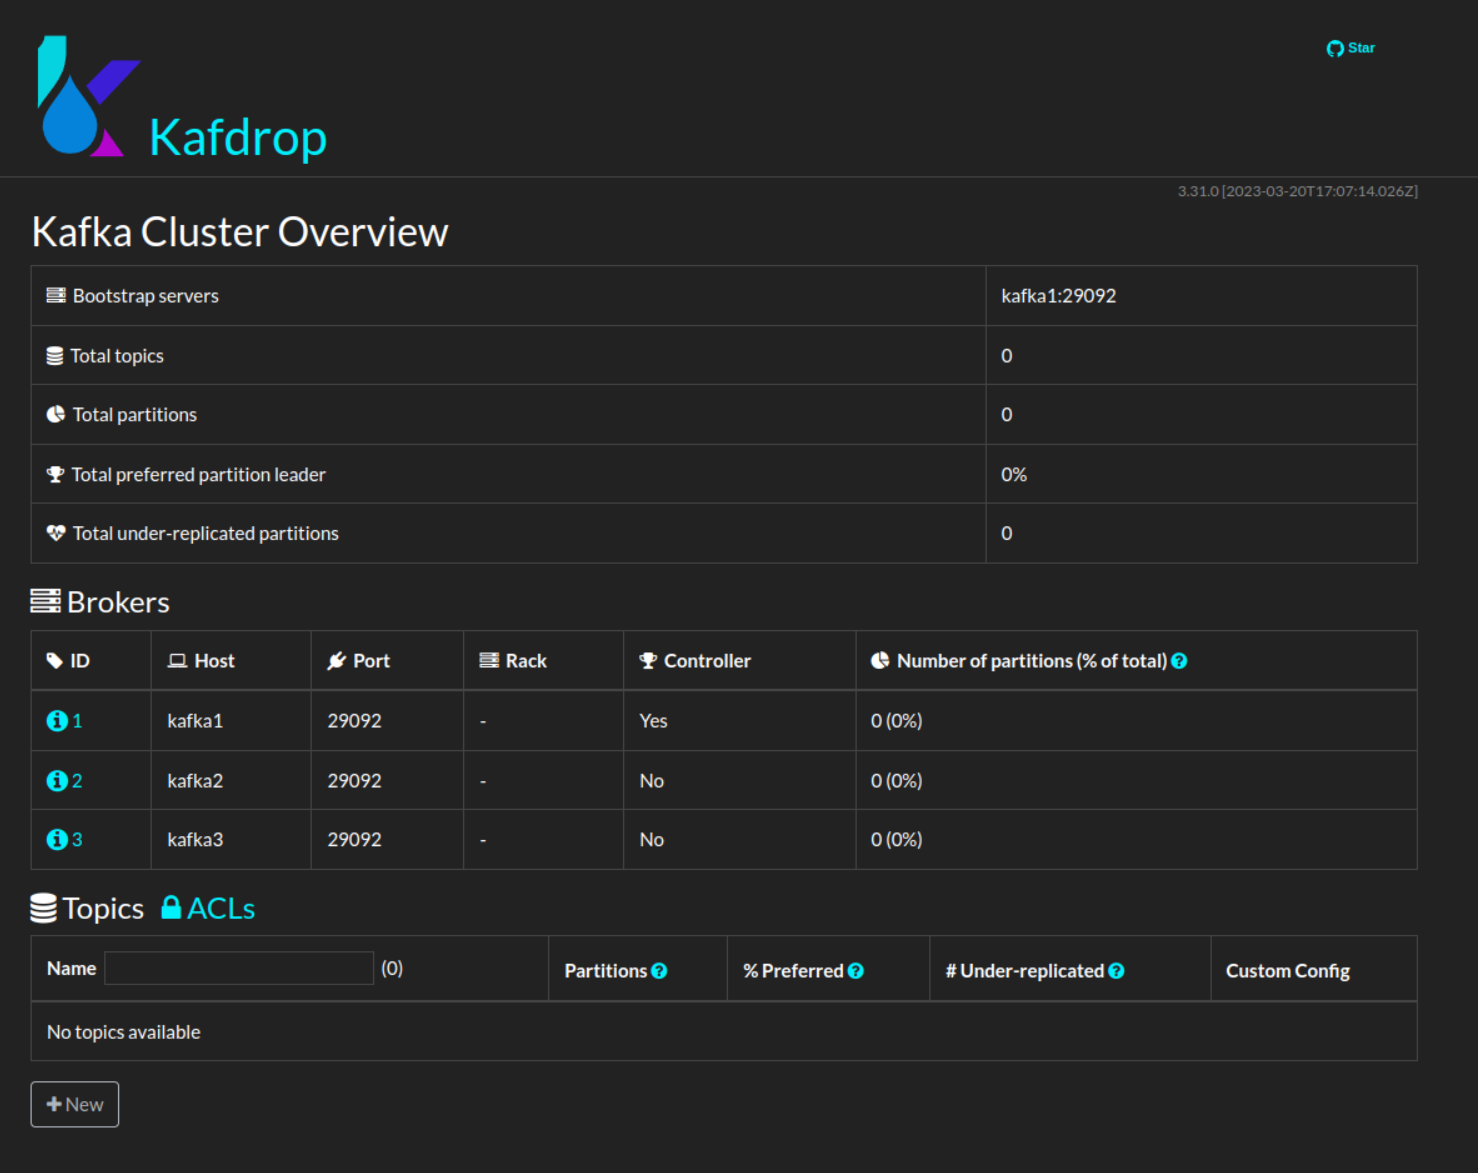 Star
Kafdrop
3.31.0 [2023-03-20T17:07:14.026Z]
Kafka Cluster Overview
Bootstrap servers kafka1:29092
Total topics 0
Total partitions 0
Total preferred partition leader 0%
Total under-replicated partitions 0
Brokers
ID Host Port Rack Controller Number of partitions (% of total)
1 kafka1 29092 - Yes 0 (0%)
2 kafka2 29092 - No 0 (0%)
3 kafka3 29092 - No 0 (0%)
Topics ACLs
Name (0) Partitions % Preferred # Under-replicated Custom Config
No topics available
+ New